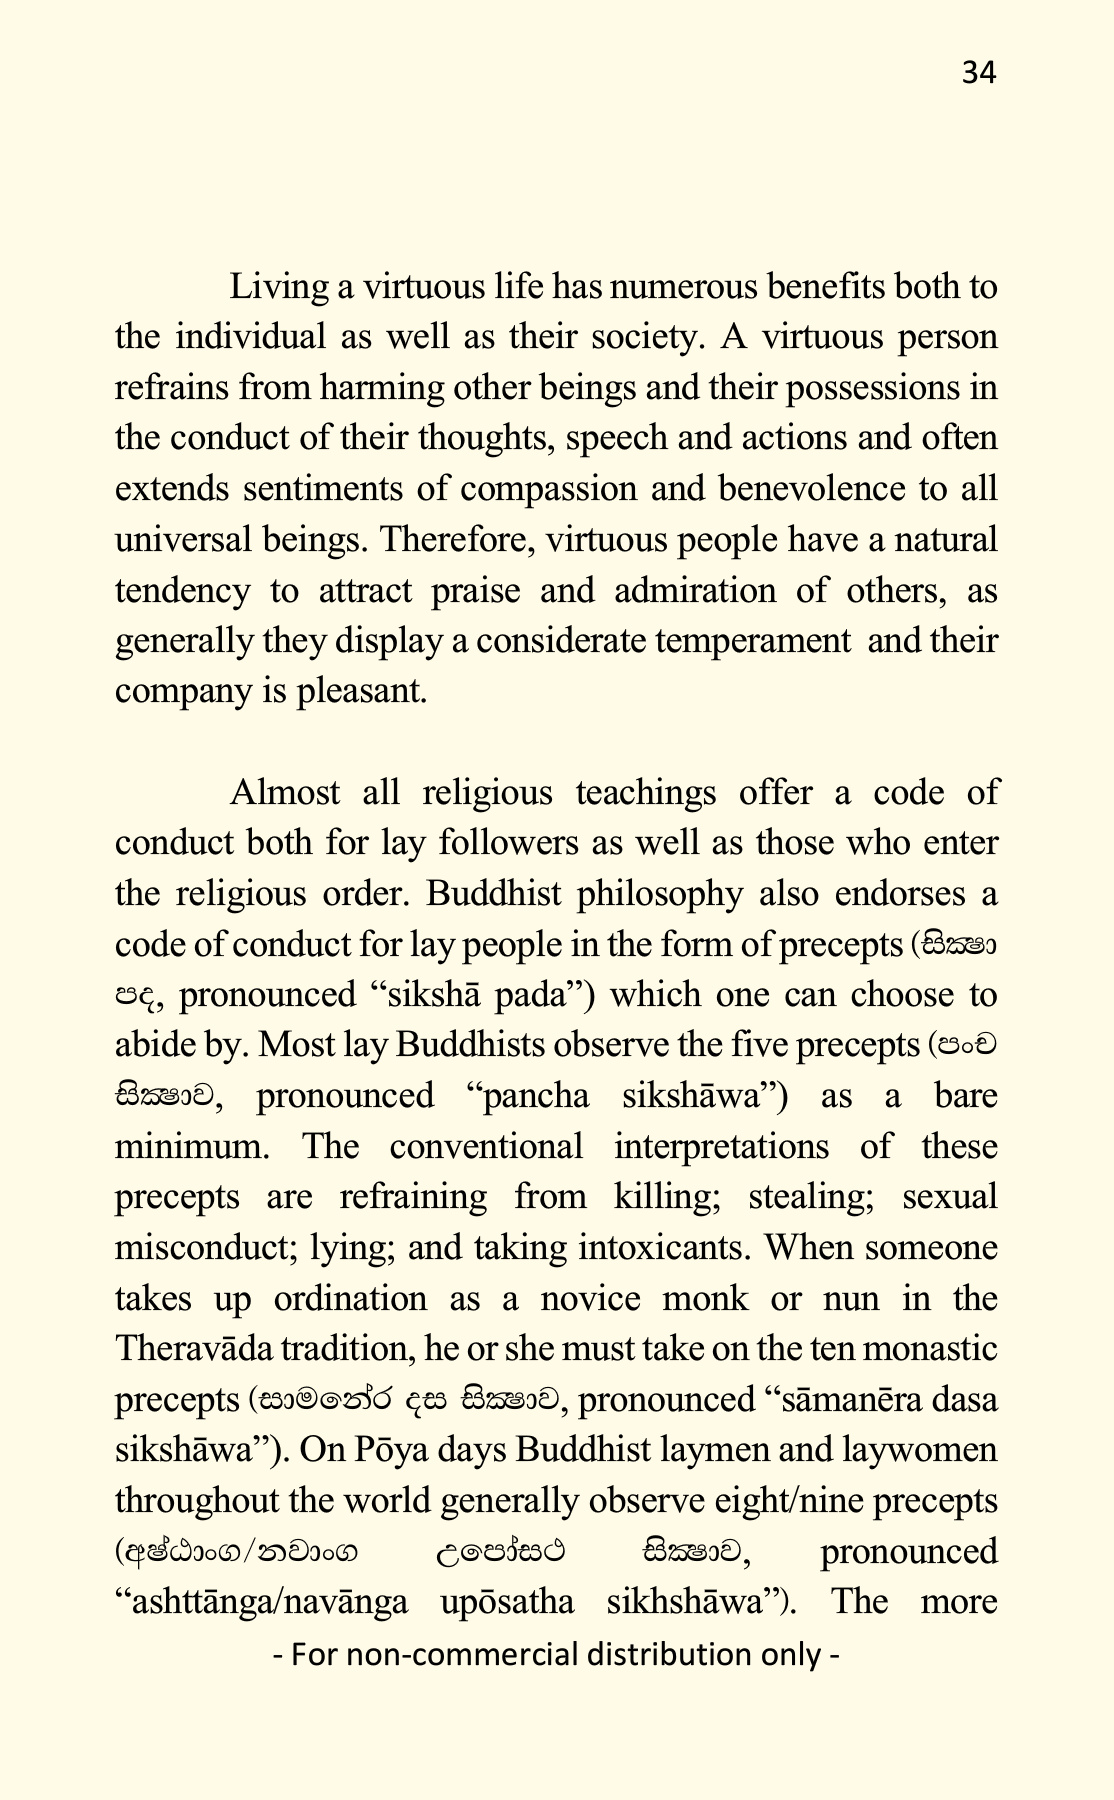 34
Living a virtuous life has numerous benefits both to
the individual as well as their society. A virtuous person
refrains from harming other beings and their possessions in
the conduct of their thoughts, speech and actions and often
extends sentiments of compassion and benevolence to all
universal beings. Therefore, virtuous people have a natural
tendency to attract praise and admiration of others, as
generally they display a considerate temperament and their
company is pleasant.
Almost all religious teachings offer a code of
conduct both for lay followers as well as those who enter
the religious order. Buddhist philosophy also endorses a
code of conduct for lay people in the form of precepts (සික්‍ෂා
පද, pronounced “sikshā pada”) which one can choose to
abide by. Most lay Buddhists observe the five precepts (පංච
සික්‍ෂාව, pronounced “pancha sikshāwa”) as a bare
minimum. The conventional interpretations of these
precepts are refraining from killing; stealing; sexual
misconduct; lying; and taking intoxicants. When someone
takes up ordination as a novice monk or nun in the
Theravāda tradition, he or she must take on the ten monastic
precepts (සාමනේර දස සික්‍ෂාව, pronounced “sāmanēra dasa
sikshāwa”). On Pōya days Buddhist laymen and laywomen
throughout the world generally observe eight/nine precepts
(අෂ්ඨාංග/නවාංග උපෝසථ සික්‍ෂාව, pronounced
“ashttānga/navānga upōsatha sikhshāwa”). The more
- For non-commercial distribution only -